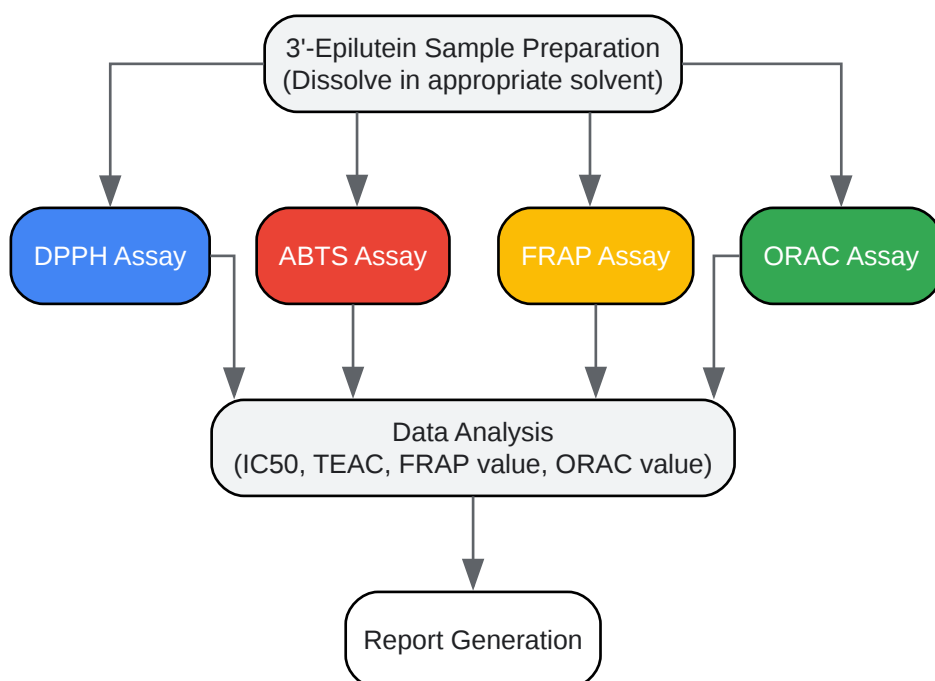 3'-Epilutein Sample Preparation
(Dissolve in appropriate solvent)
DPPH Assay
ABTS Assay
FRAP Assay
ORAC Assay
Data Analysis
(IC50, TEAC, FRAP value, ORAC value)
Report Generation